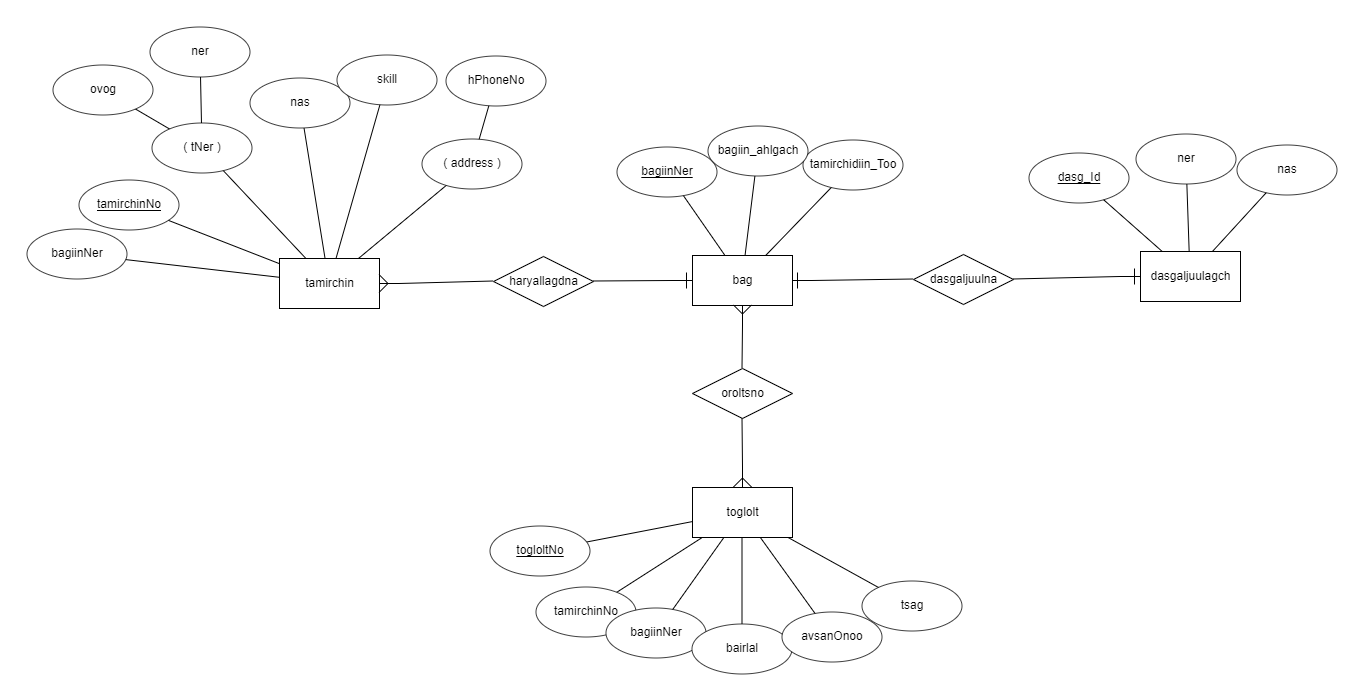 ner
ovog
nas
skill
hPhoneNo
( tNer )
( address )
tamirchinNo
bagiinNer
tamirchin
haryallagdna
bagiinNer
bagiin_ahlgach
tamirchidiin_Too
bag
dasgaljuulna
dasg_Id
ner
nas
dasgaljuulagch
oroltsno
toglolt
togloltNo
tamirchinNo
bagiinNer
bairlal
avsanOnoo
tsag